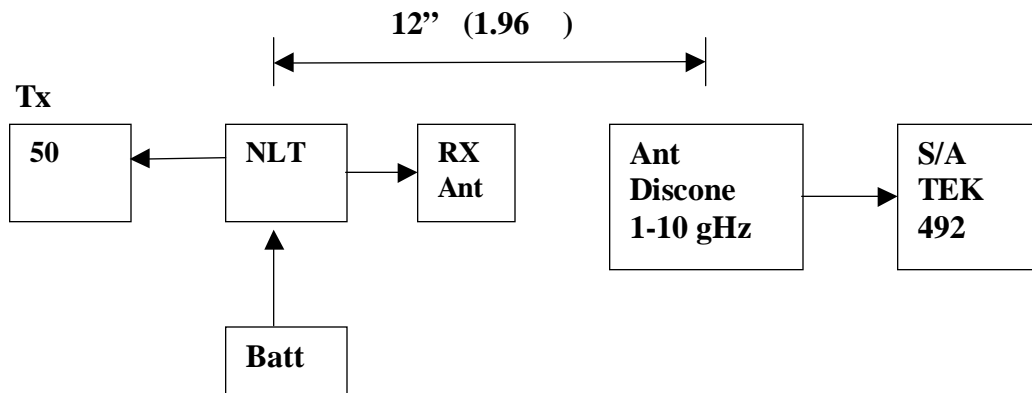 12” (1.96 )
Tx
50
NLT
RX
Ant
Ant
Discone
1-10 gHz
S/A
TEK
492
Batt